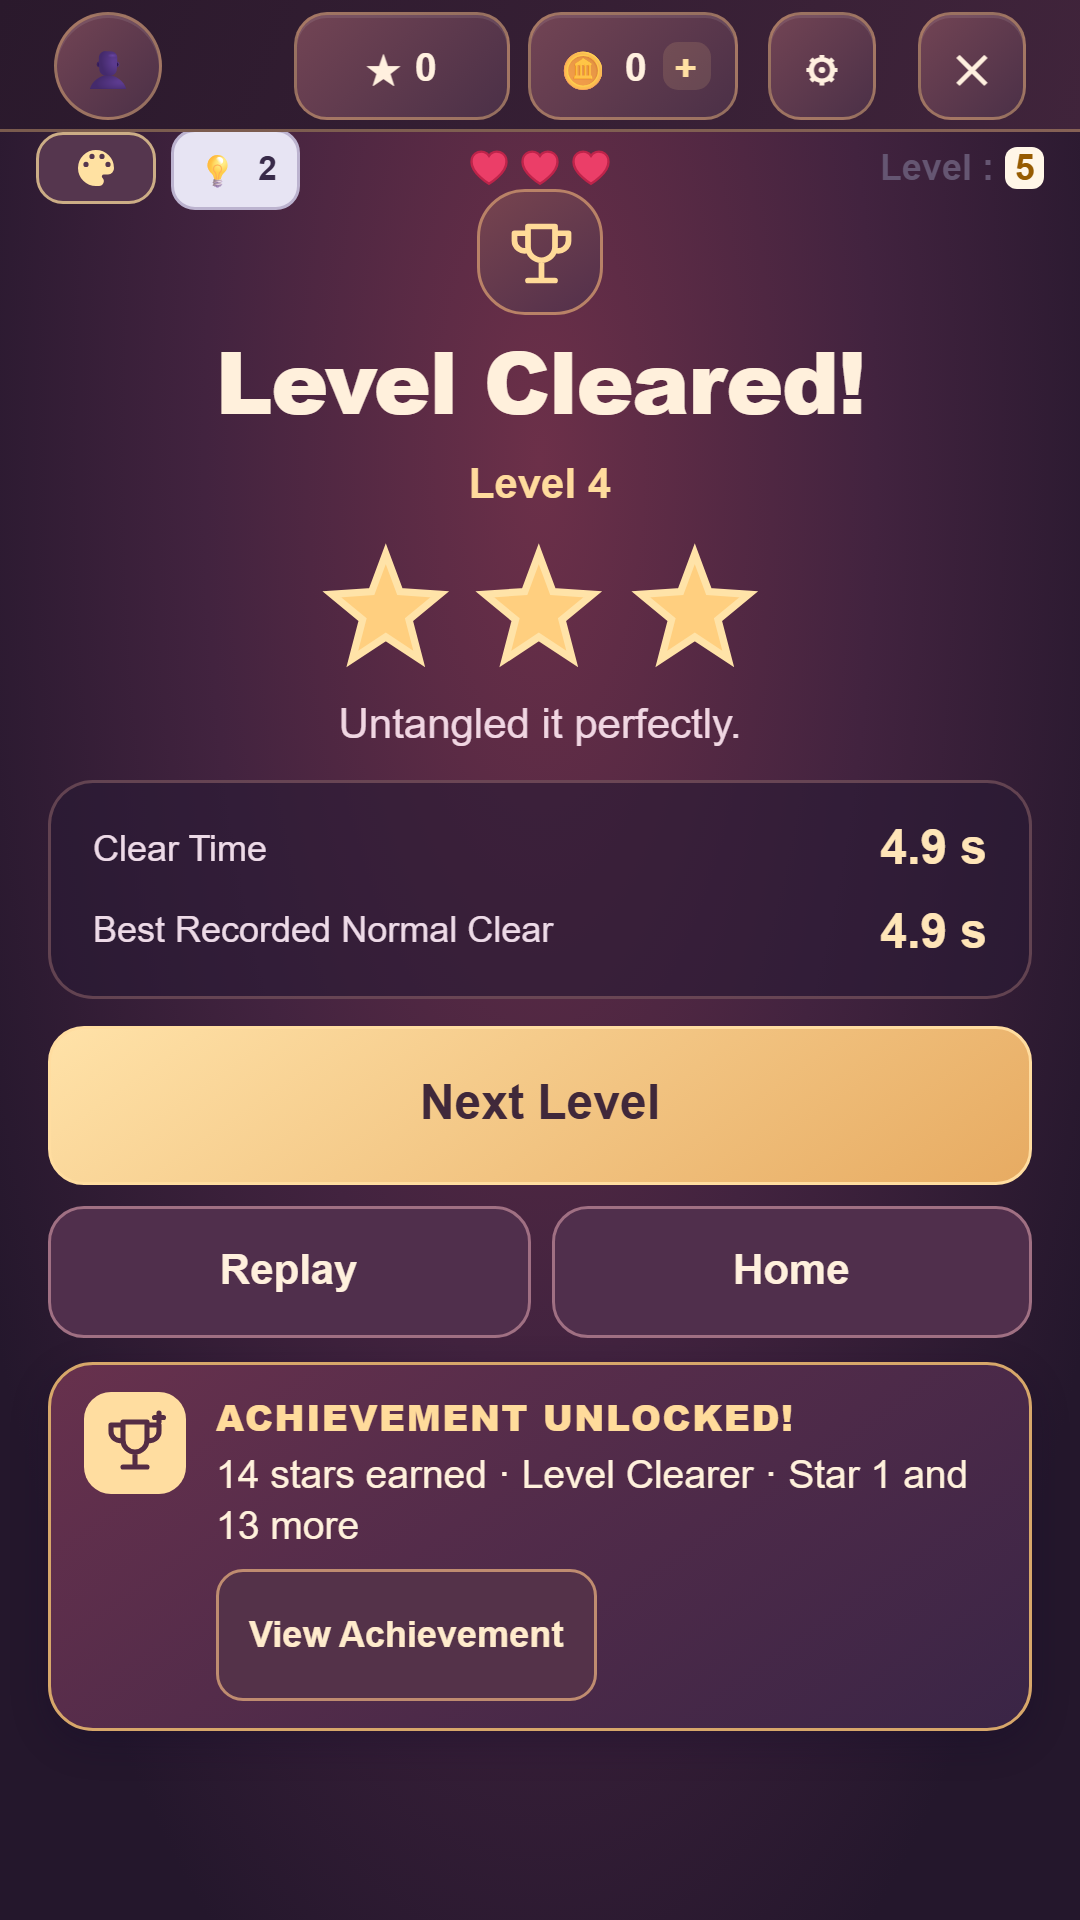 ★ 0
0 +
2
Level : 5
Level Cleared!
Level 4
Untangled it perfectly.
Clear Time 4.9 s
Best Recorded Normal Clear 4.9 s
Next Level
Replay
Home
ACHIEVEMENT UNLOCKED!
14 stars earned · Level Clearer · Star 1 and
13 more
View Achievement